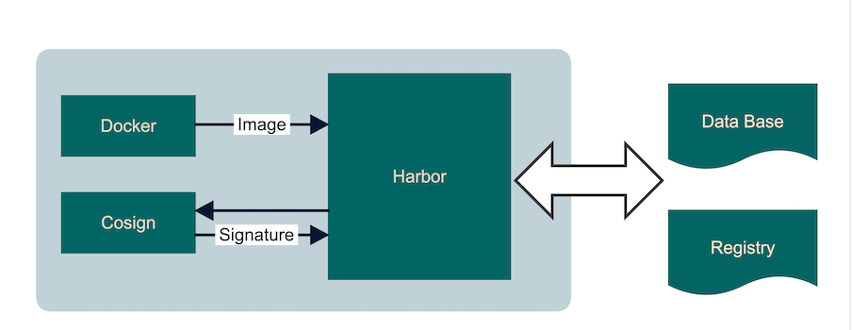 Docker
Image
Harbor
Cosign
Signature
Data Base
Registry